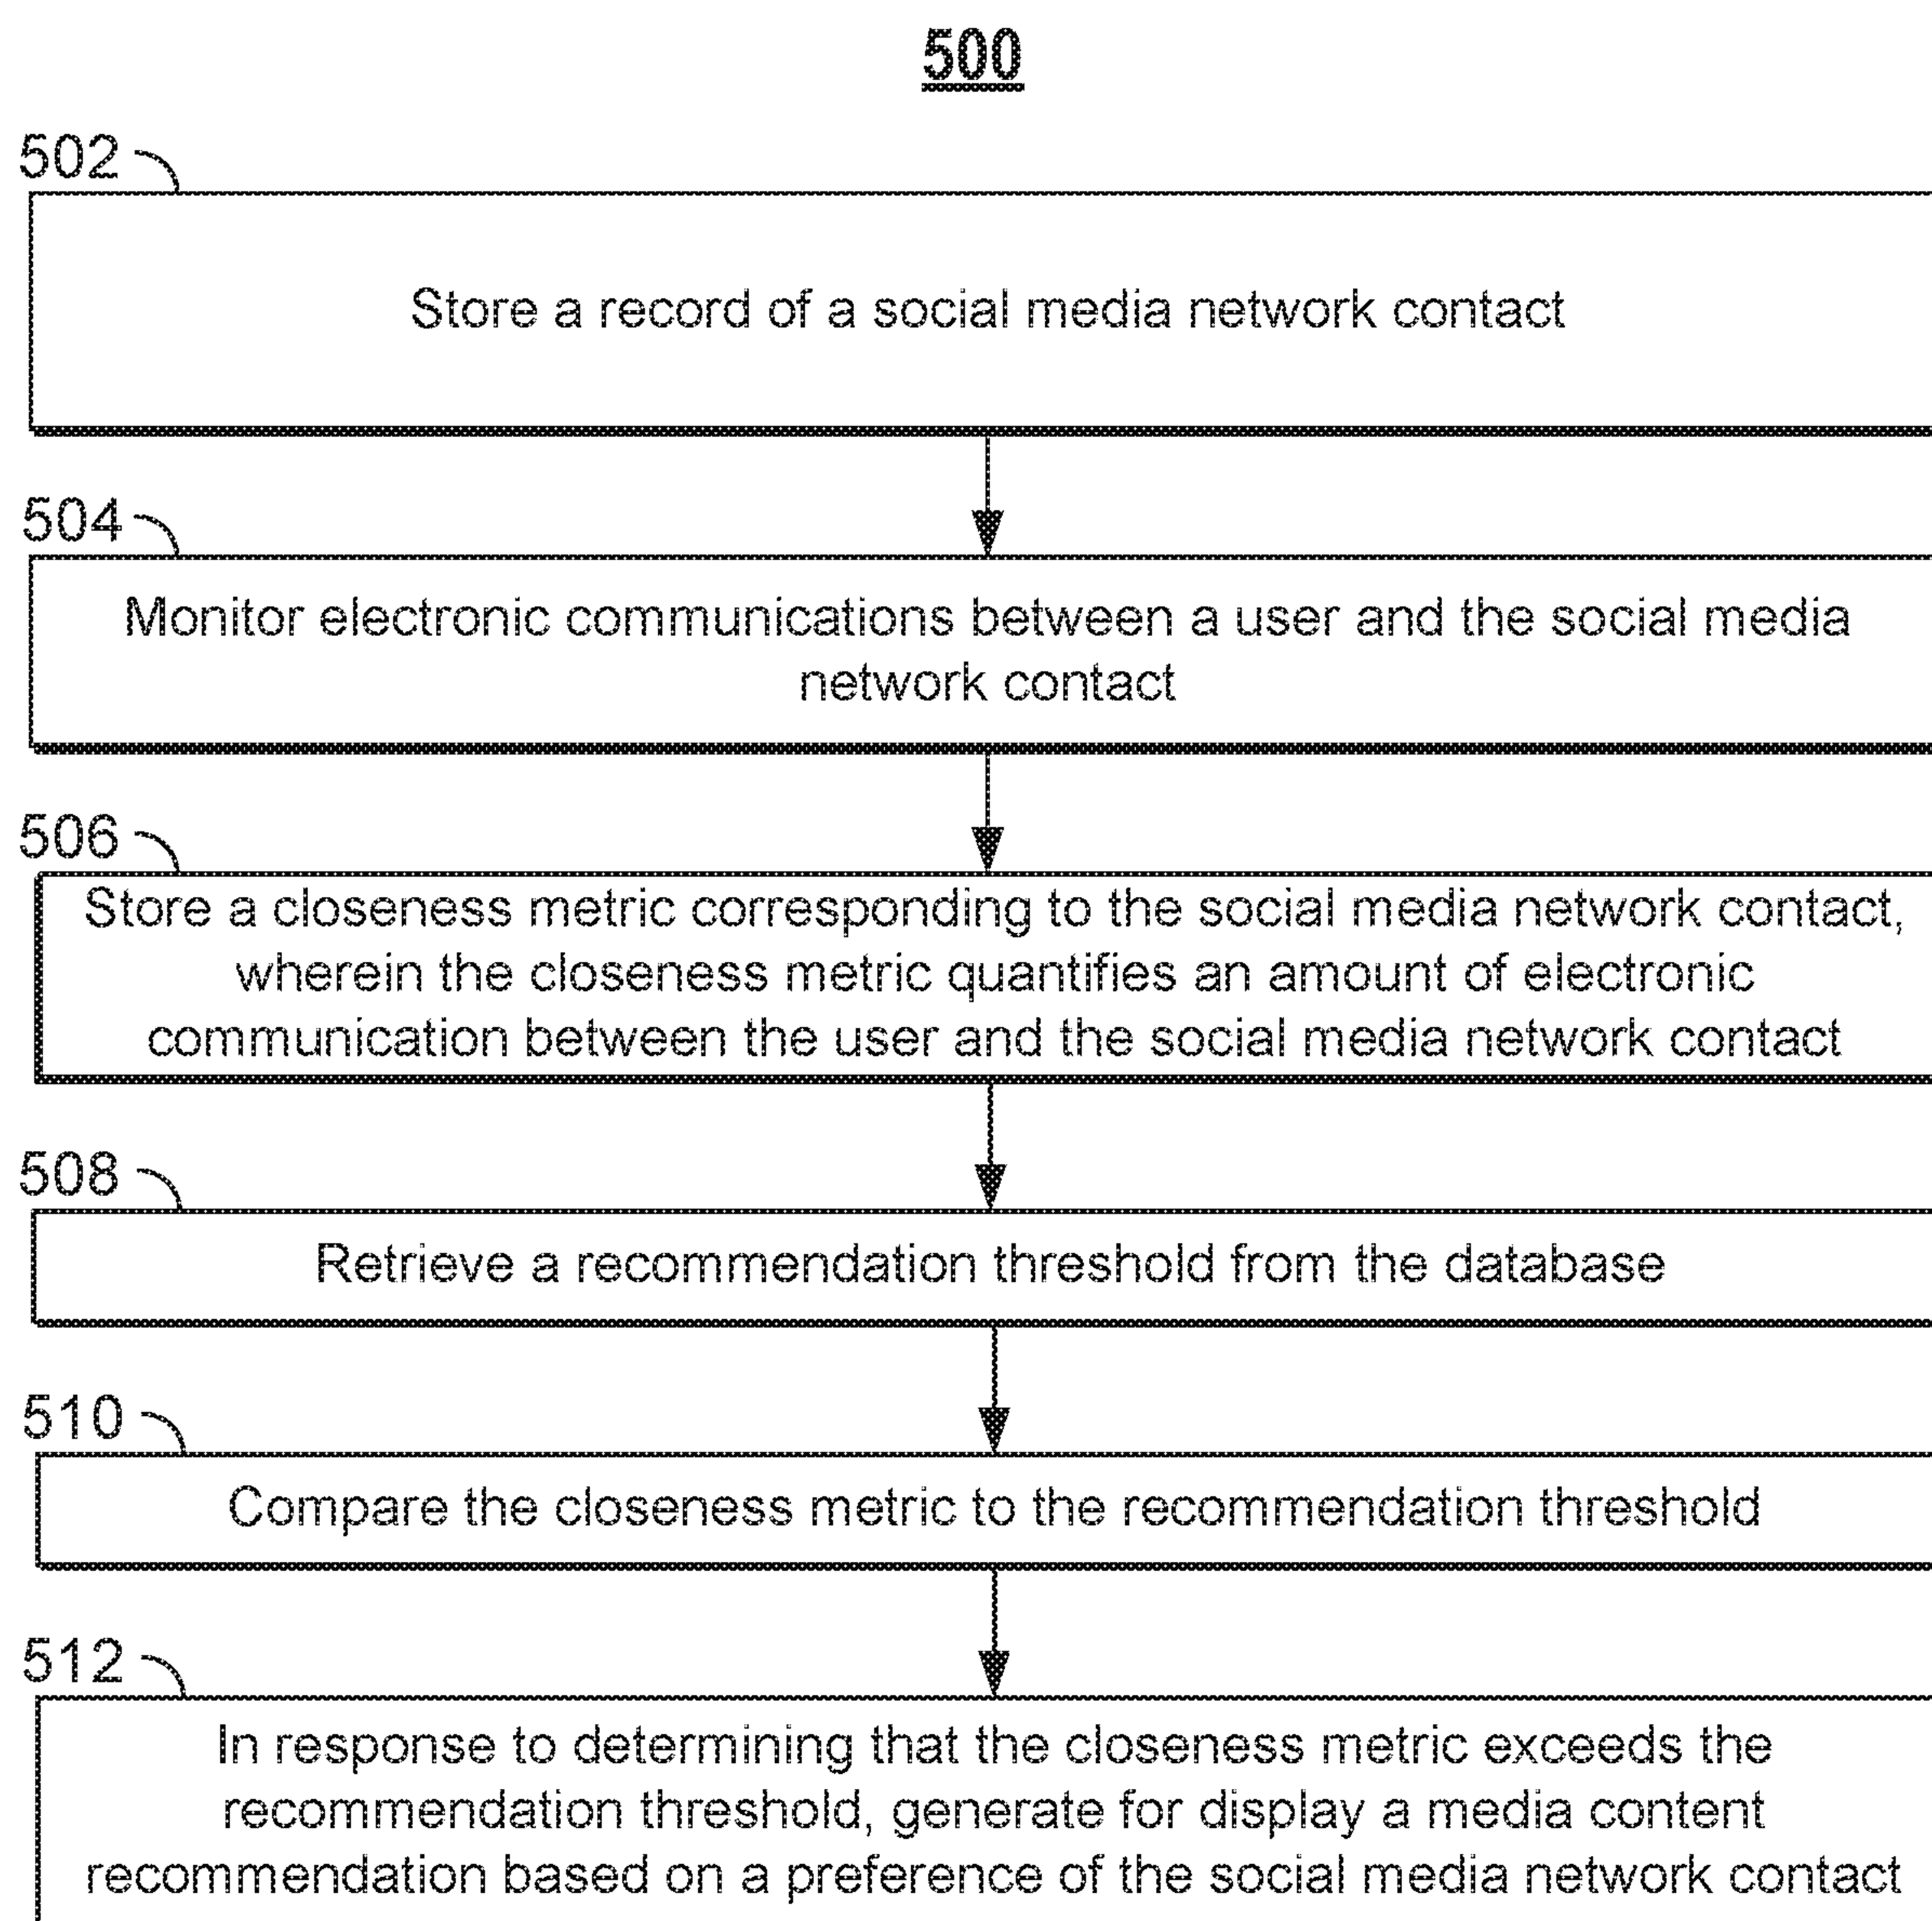 500
502
Store a record of a social media network contact
504
Monitor electronic communications between a user and the social media
network contact
506
Store a closeness metric corresponding to the social media network contact,
wherein the closeness metric quantifies an amount of electronic
communication between the user and the social media network contact
508
Retrieve a recommendation threshold from the database
510
Compare the closeness metric to the recommendation threshold
512
In response to determining that the closeness metric exceeds the
recommendation threshold, generate for display a media content
recommendation based on a preference of the social media network contact